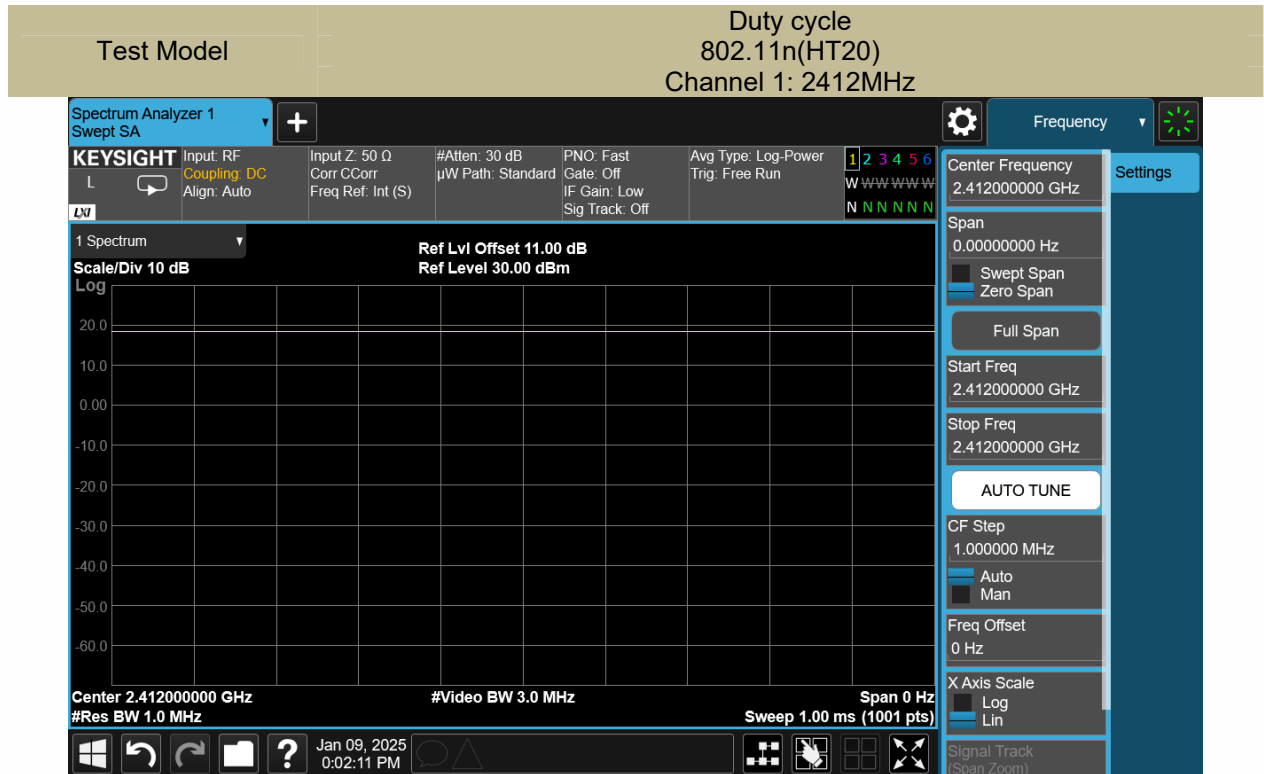 Test Model
Duty cycle
802.11n(HT20)
Channel 1: 2412MHz
Spectrum Analyzer 1
Swept SA
Frequency
KEYSIGHT
L
LXI
Input: RF
Coupling: DC
Align: Auto
Input Z: 50 Ω
Corr CCorr
Freq Ref: Int (S)
#Atten: 30 dB
µW Path: Standard
PNO: Fast
Gate: Off
IF Gain: Low
Sig Track: Off
Avg Type: Log-Power
Trig: Free Run
1 2 3 4 5 6
W W W W W W
N N N N N N
Center Frequency
2.412000000 GHz
Settings
Span
0.00000000 Hz
Swept Span
Zero Span
Full Span
Start Freq
2.412000000 GHz
Stop Freq
2.412000000 GHz
AUTO TUNE
CF Step
1.000000 MHz
Auto
Man
Freq Offset
0 Hz
X Axis Scale
Log
Lin
Signal Track
(Span Zoom)
1 Spectrum
Scale/Div 10 dB
Ref Lvl Offset 11.00 dB
Ref Level 30.00 dBm
Log
20.0
10.0
0.00
-10.0
-20.0
-30.0
-40.0
-50.0
-60.0
Center 2.412000000 GHz
#Video BW 3.0 MHz
Span 0 Hz
#Res BW 1.0 MHz
Sweep 1.00 ms (1001 pts)
?
Jan 09, 2025
0:02:11 PM